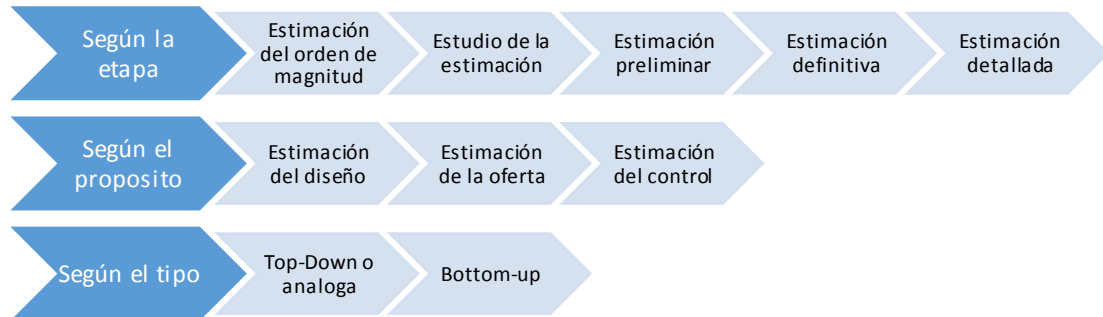 Según la
etapa
Estimación
del orden de
magnitud
Estudio de la
estimación
Estimación
preliminar
Estimación
definitiva
Estimación
detallada
Según el
proposito
Estimación
del diseño
Estimación
de la oferta
Estimación
del control
Según el tipo
Top-Down o
analoga
Bottom-up